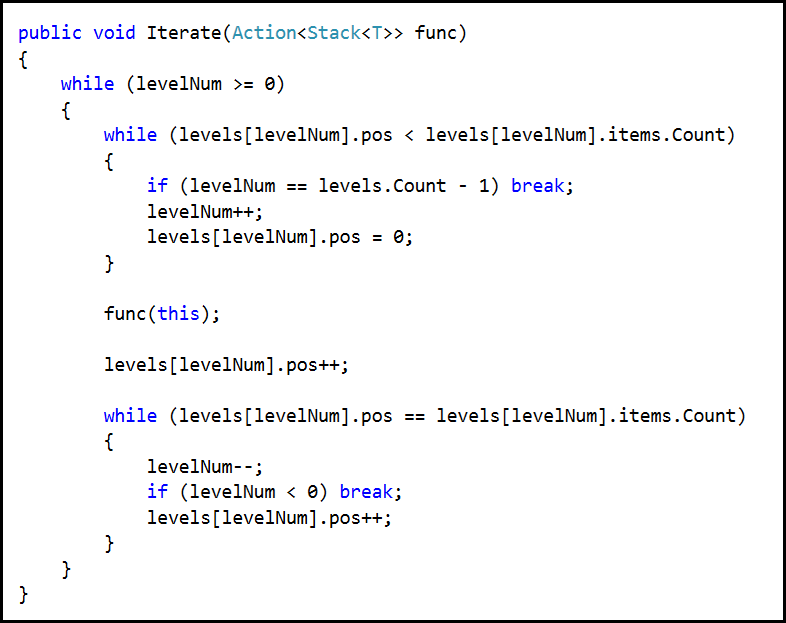 public void Iterate(Action<Stack<T>> func)
{
    while (levelNum >= 0)
    {
        while (levels[levelNum].pos < levels[levelNum].items.Count)
        {
            if (levelNum == levels.Count - 1) break;
            levelNum++;
            levels[levelNum].pos = 0;
        }

        func(this);

        levels[levelNum].pos++;

        while (levels[levelNum].pos == levels[levelNum].items.Count)
        {
            levelNum--;
            if (levelNum < 0) break;
            levels[levelNum].pos++;
        }
    }
}